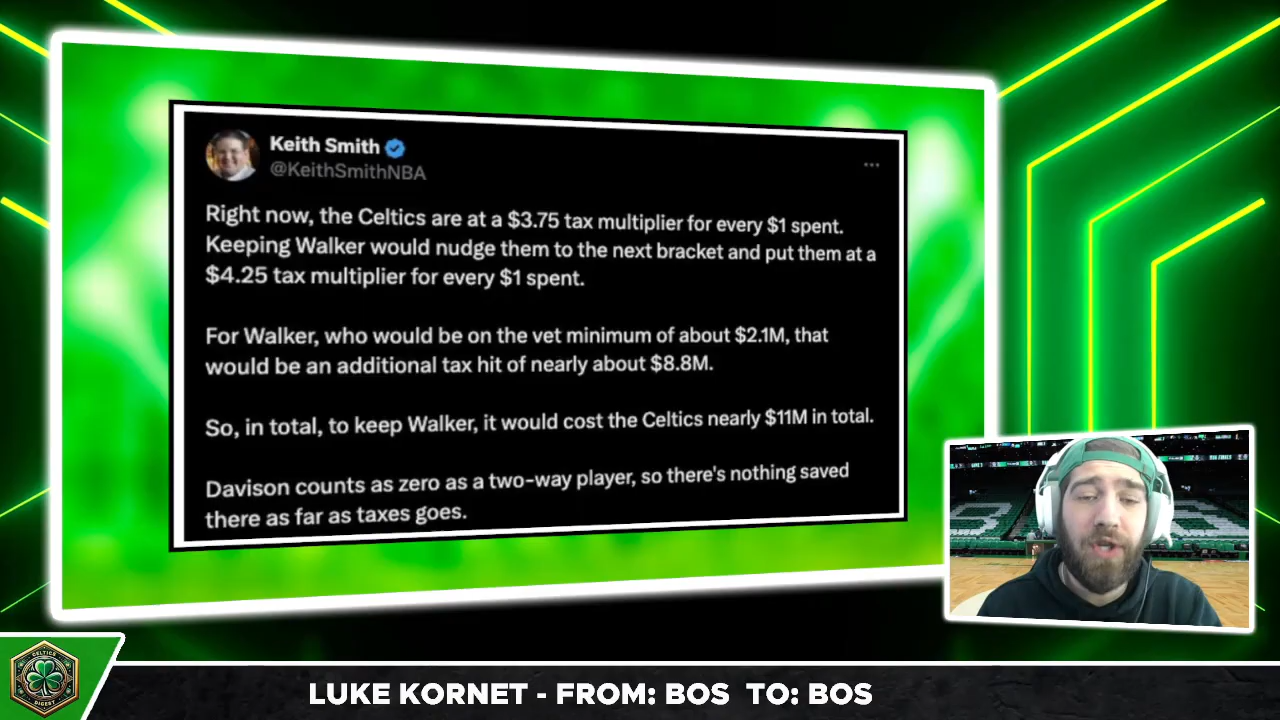 Keith Smith
@KeithSmithNBA
...
Right now, the Celtics are at a $3.75 tax multiplier for every $1 spent.
Keeping Walker would nudge them to the next bracket and put them at a
$4.25 tax multiplier for every $1 spent.
For Walker, who would be on the vet minimum of about $2.1M, that
would be an additional tax hit of nearly about $8.8M.
So, in total, to keep Walker, it would cost the Celtics nearly $11M in total.
Davison counts as zero as a two-way player, so there's nothing saved
there as far as taxes goes.
CELTICS
DIGEST
LUKE KORNET - FROM: BOS TO: BOS